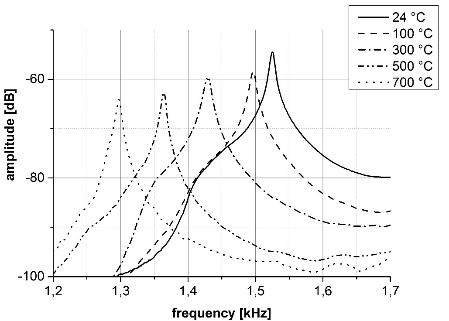 24 °C
100 °C
300 °C
500 °C
700 °C
amplitude [dB]
-60
-80
-100
1,2
1,3
1,4
1,5
1,6
1,7
frequency [kHz]